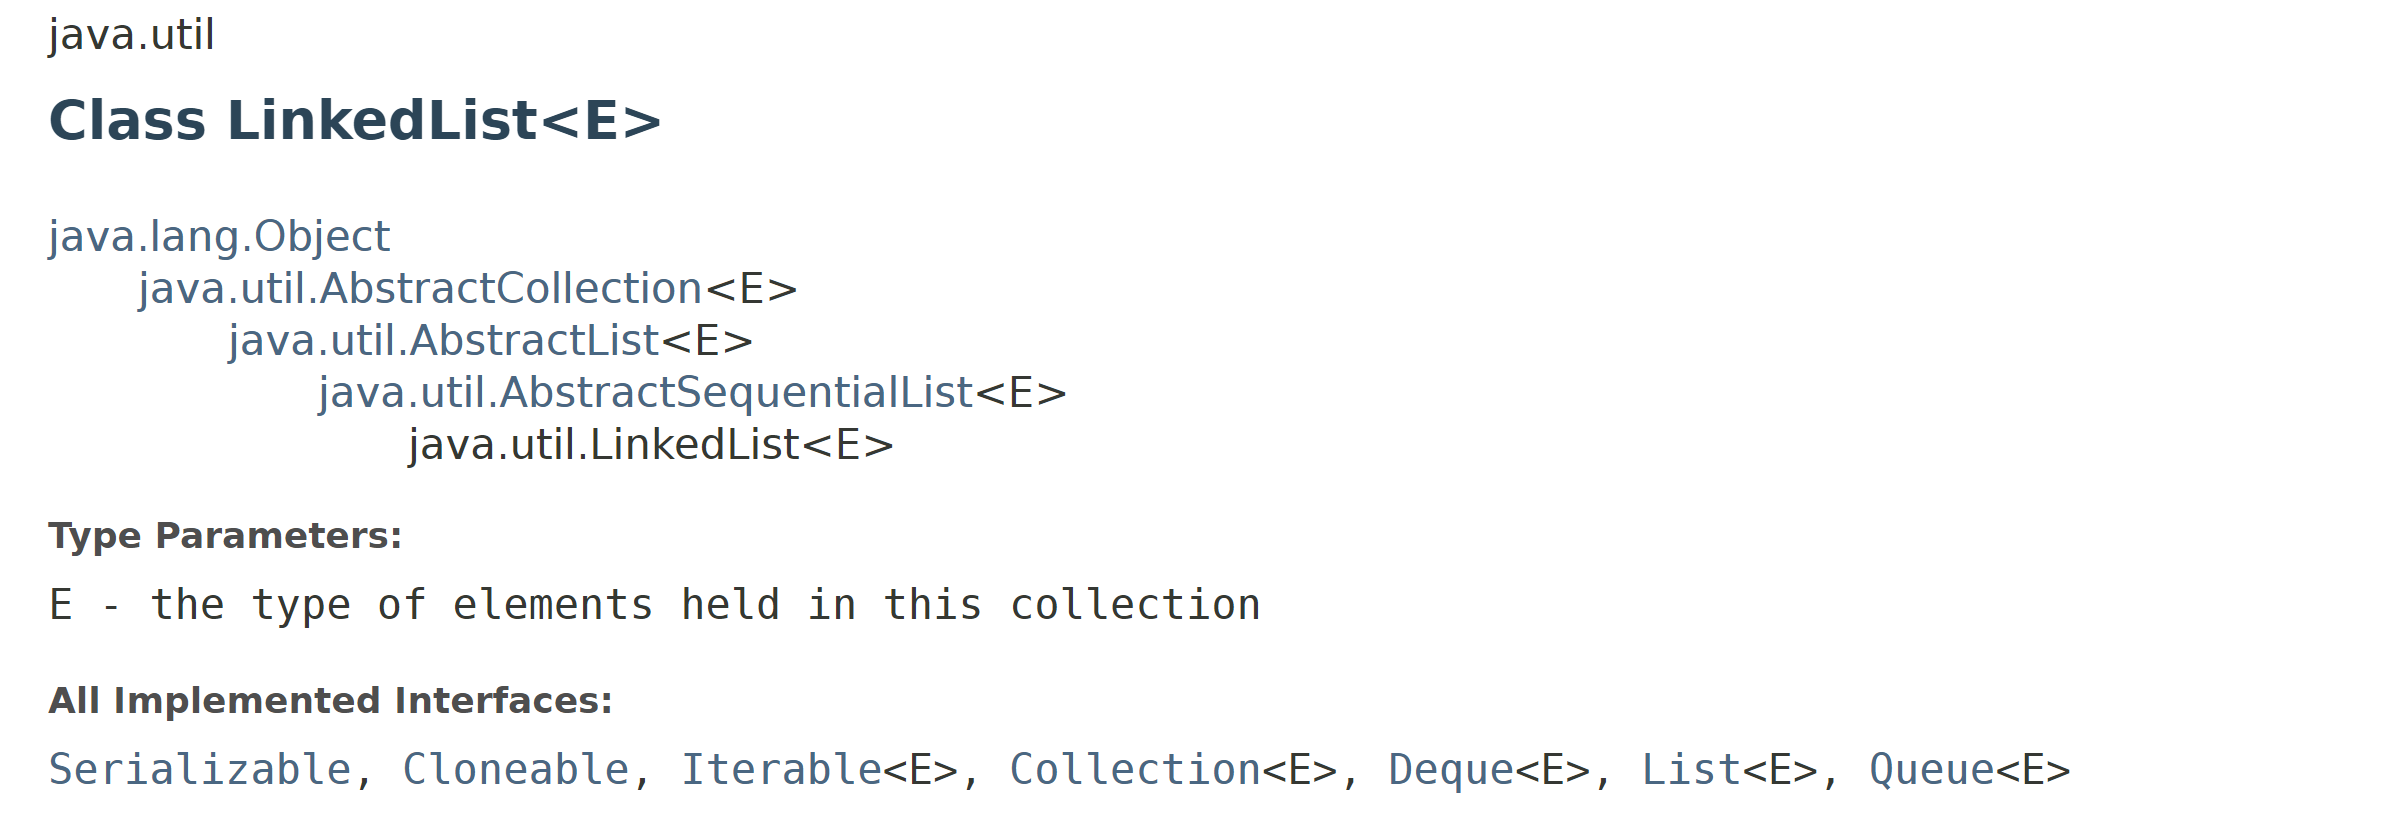 java.util
Class LinkedList<E>
java.lang.Object
java.util.AbstractCollection<E>
java.util.AbstractList<E>
java.util.AbstractSequentialList<E>
java.util.LinkedList<E>
Type Parameters:
E - the type of elements held in this collection
All Implemented Interfaces:
Serializable, Cloneable, Iterable<E>, Collection<E>, Deque<E>, List<E>, Queue<E>